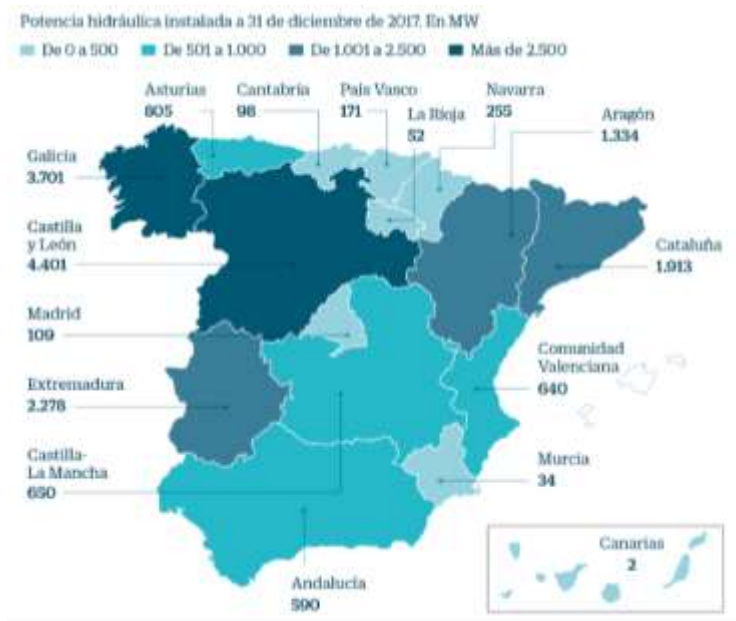 Potencia hidráulica instalada a 31 de diciembre de 2017. En MW
De 0 a 500
De 501 a 1.000
De 1.001 a 2.500
Más de 2.500
Asturias
805
Cantabria
98
País Vasco
171
La Rioja
52
Navarra
255
Aragón
1.334
Galicia
3.701
Castilla
y León
4.401
Cataluña
1.913
Madrid
109
Comunidad
Valenciana
640
Extremadura
2.278
Castilla-
La Mancha
650
Murcia
34
Canarias
2
Andalucía
590